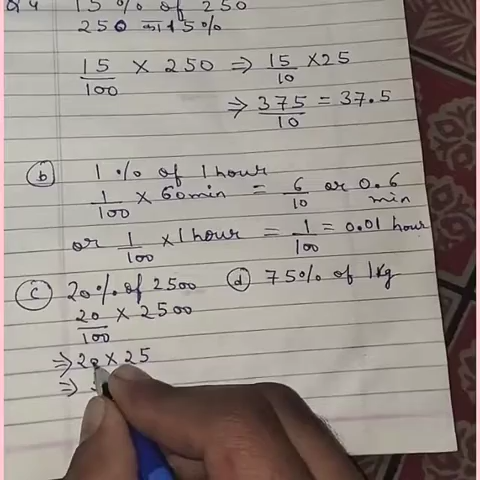 Q4 15% of 250
250 का 15%
15/100 × 250 ⇒ 15/10 × 25
⇒ 375/10 = 37.5
(b) 1% of 1 hour
1/100 × 60min = 6/10 or 0.6 min
or 1/100 × 1 hour = 1/100 = 0.01 hour
(c) 20% of 2500 (d) 75% of 1Kg
20/100 × 2500
⇒ 20 × 25
⇒